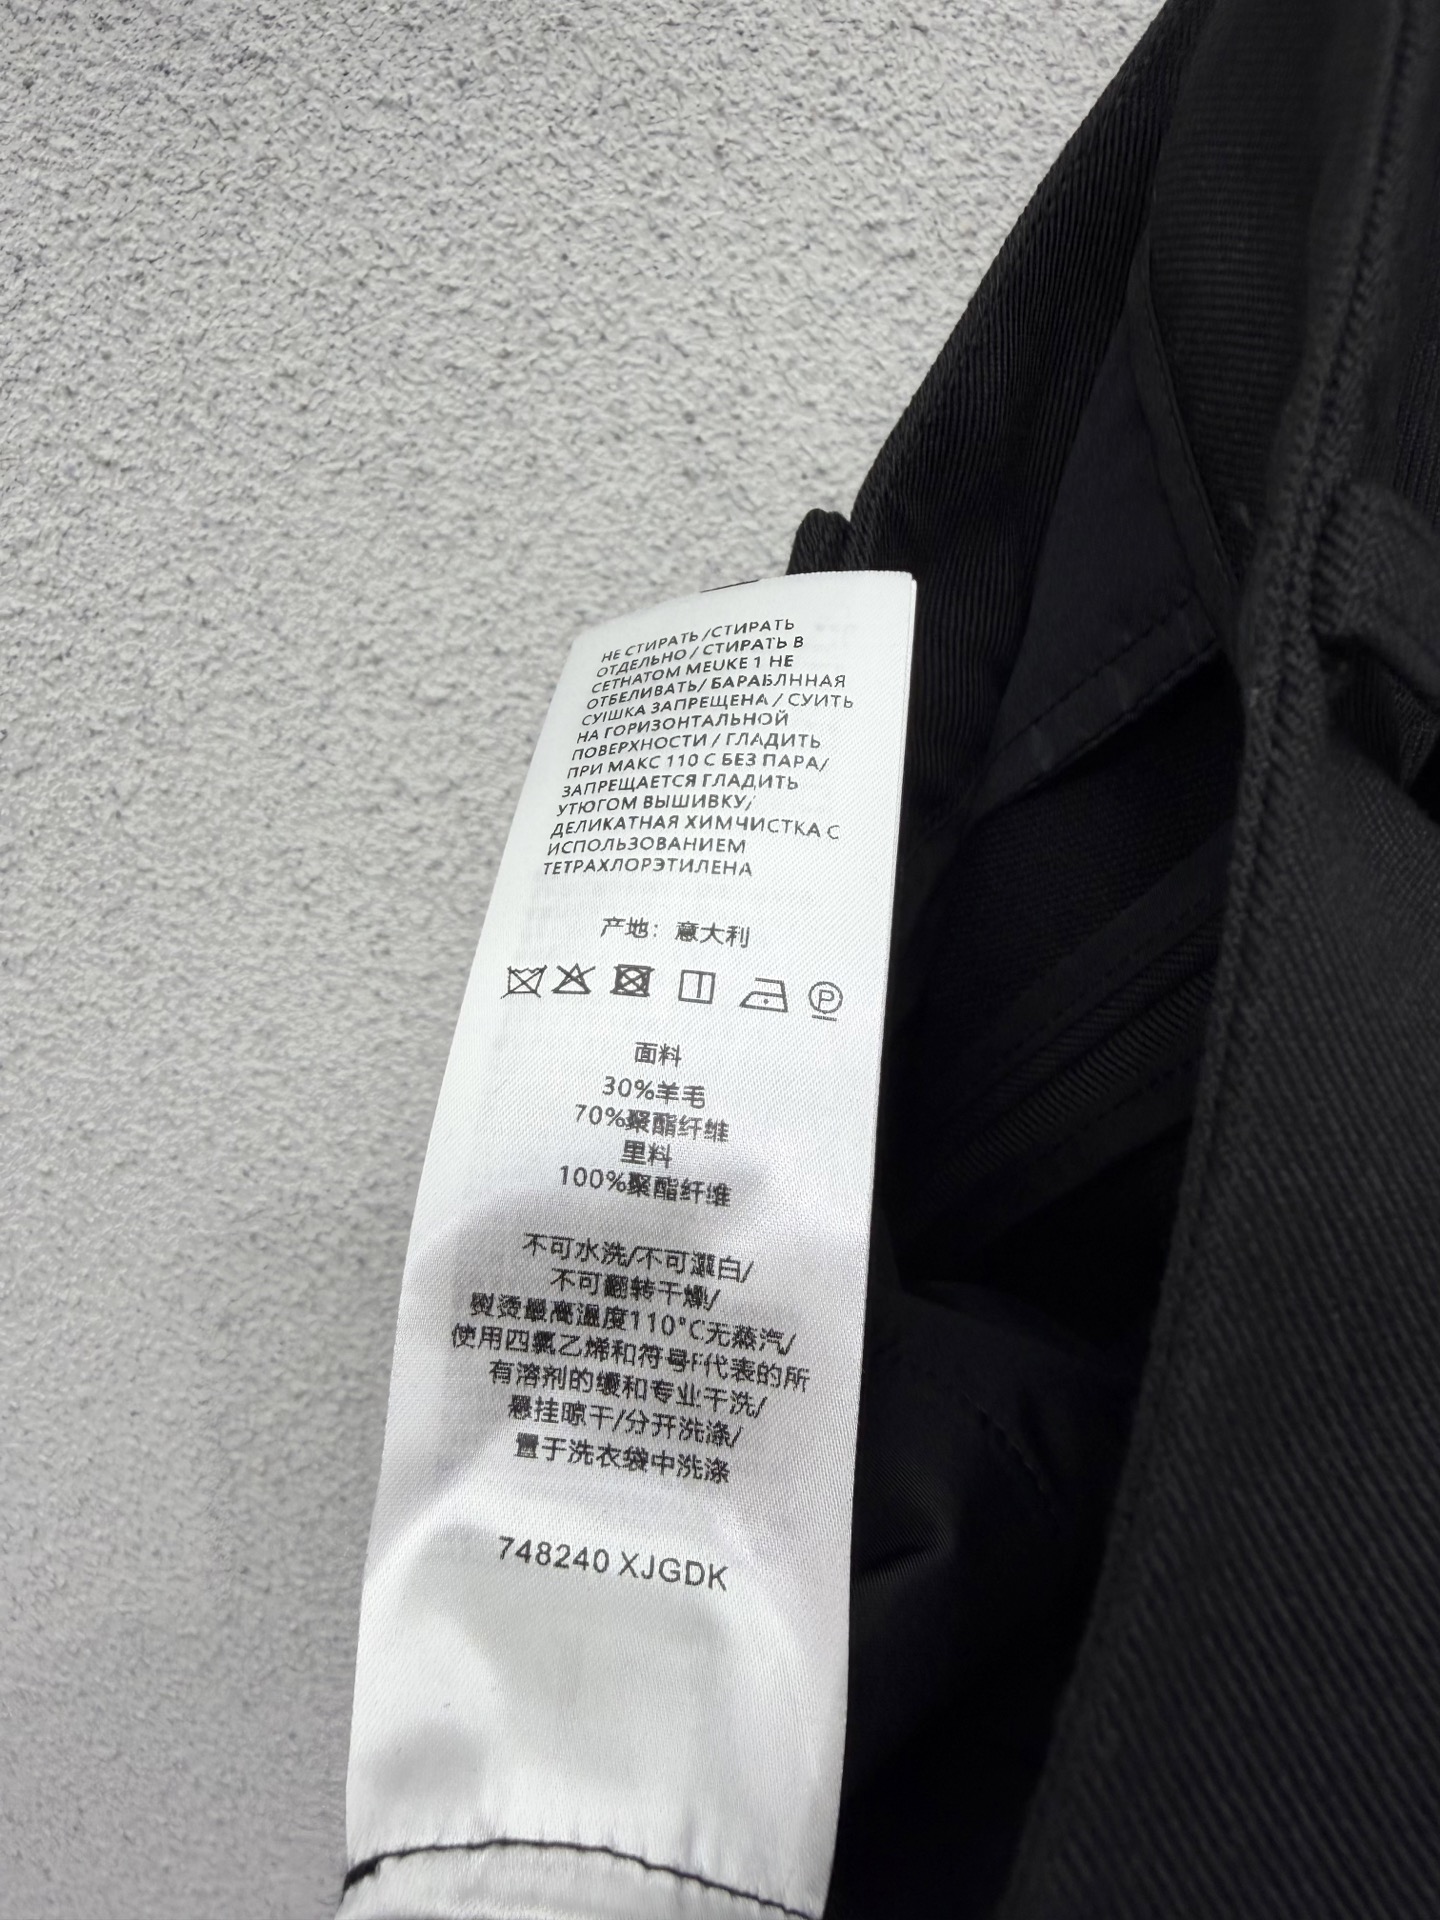 НЕ СТИРАТЬ /СТИРАТЬ
ОТДЕЛЬНО / СТИРАТЬ В
СЕТНАТОМ MEUKE 1 НЕ
ОТБЕЛИВАТЬ/ БАРАБЛННАЯ
СУІШКА ЗАПРЕЩЕНА / СУИТЬ
НА ГОРИЗОНТАЛЬНОЙ
ПОВЕРХНОСТИ / ГЛАДИТЬ
ПРИ МАКС 110 С БЕЗ ПАРА/
ЗАПРЕЩАЕТСЯ ГЛАДИТЬ
УТЮГОМ ВЫШИВКУ/
ДЕЛИКАТНАЯ ХИМЧИСТКА С
ИСПОЛЬЗОВАНИЕМ
ТЕТРАХЛОРЭТИЛЕНА
产地：意大利
P
面料
30%羊毛
70%聚酯纤维
里料
100%聚酯纤维
不可水洗/不可漂白/
不可翻转干燥/
熨烫最高温度110°C无蒸汽/
使用四氯乙烯和符号F代表的所
有溶剂的缓和专业干洗/
悬挂晾干/分开洗涤/
置于洗衣袋中洗涤
748240 XJGDK